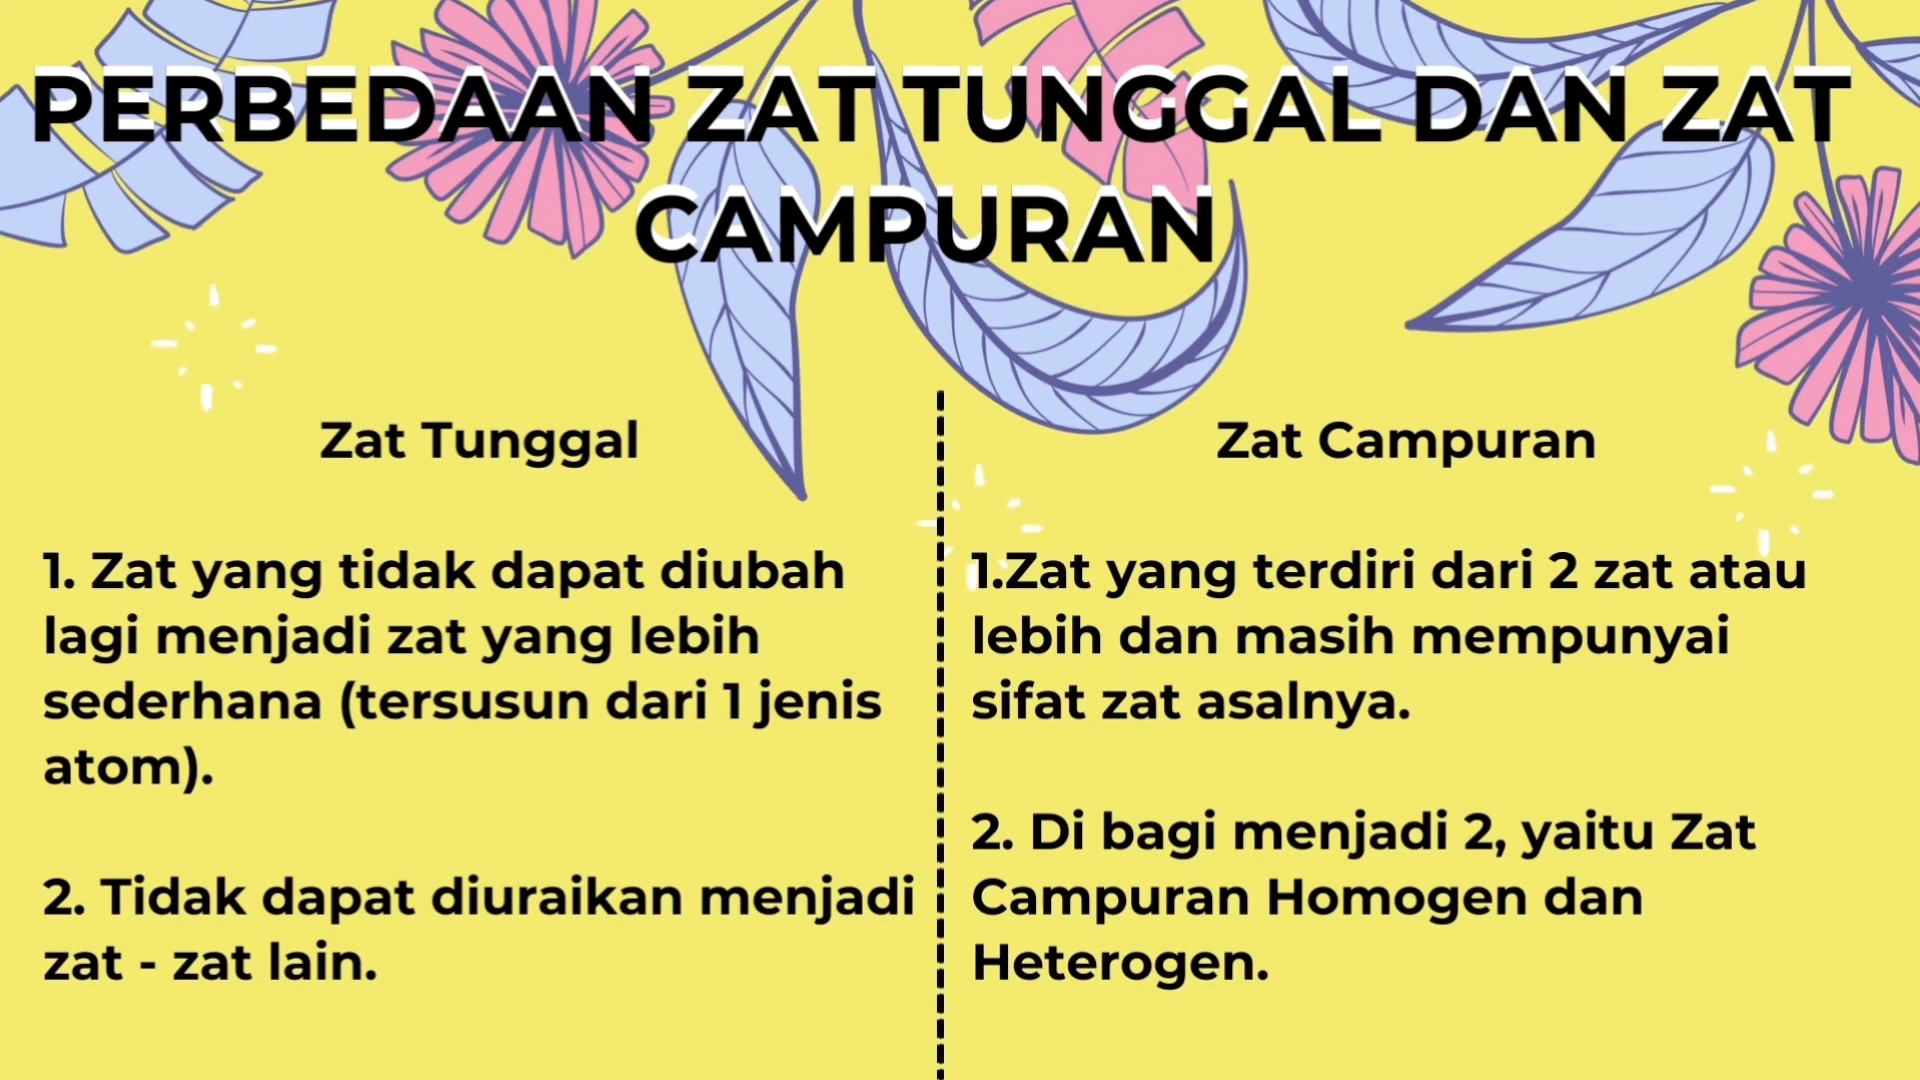 PERBEDAAN ZAT TUNGGAL DAN ZAT
CAMPURAN
Zat Tunggal
1. Zat yang tidak dapat diubah
lagi menjadi zat yang lebih
sederhana (tersusun dari 1 jenis
atom).
2. Tidak dapat diuraikan menjadi
zat - zat lain.
Zat Campuran
1.Zat yang terdiri dari 2 zat atau
lebih dan masih mempunyai
sifat zat asalnya.
2. Di bagi menjadi 2, yaitu Zat
Campuran Homogen dan
Heterogen.